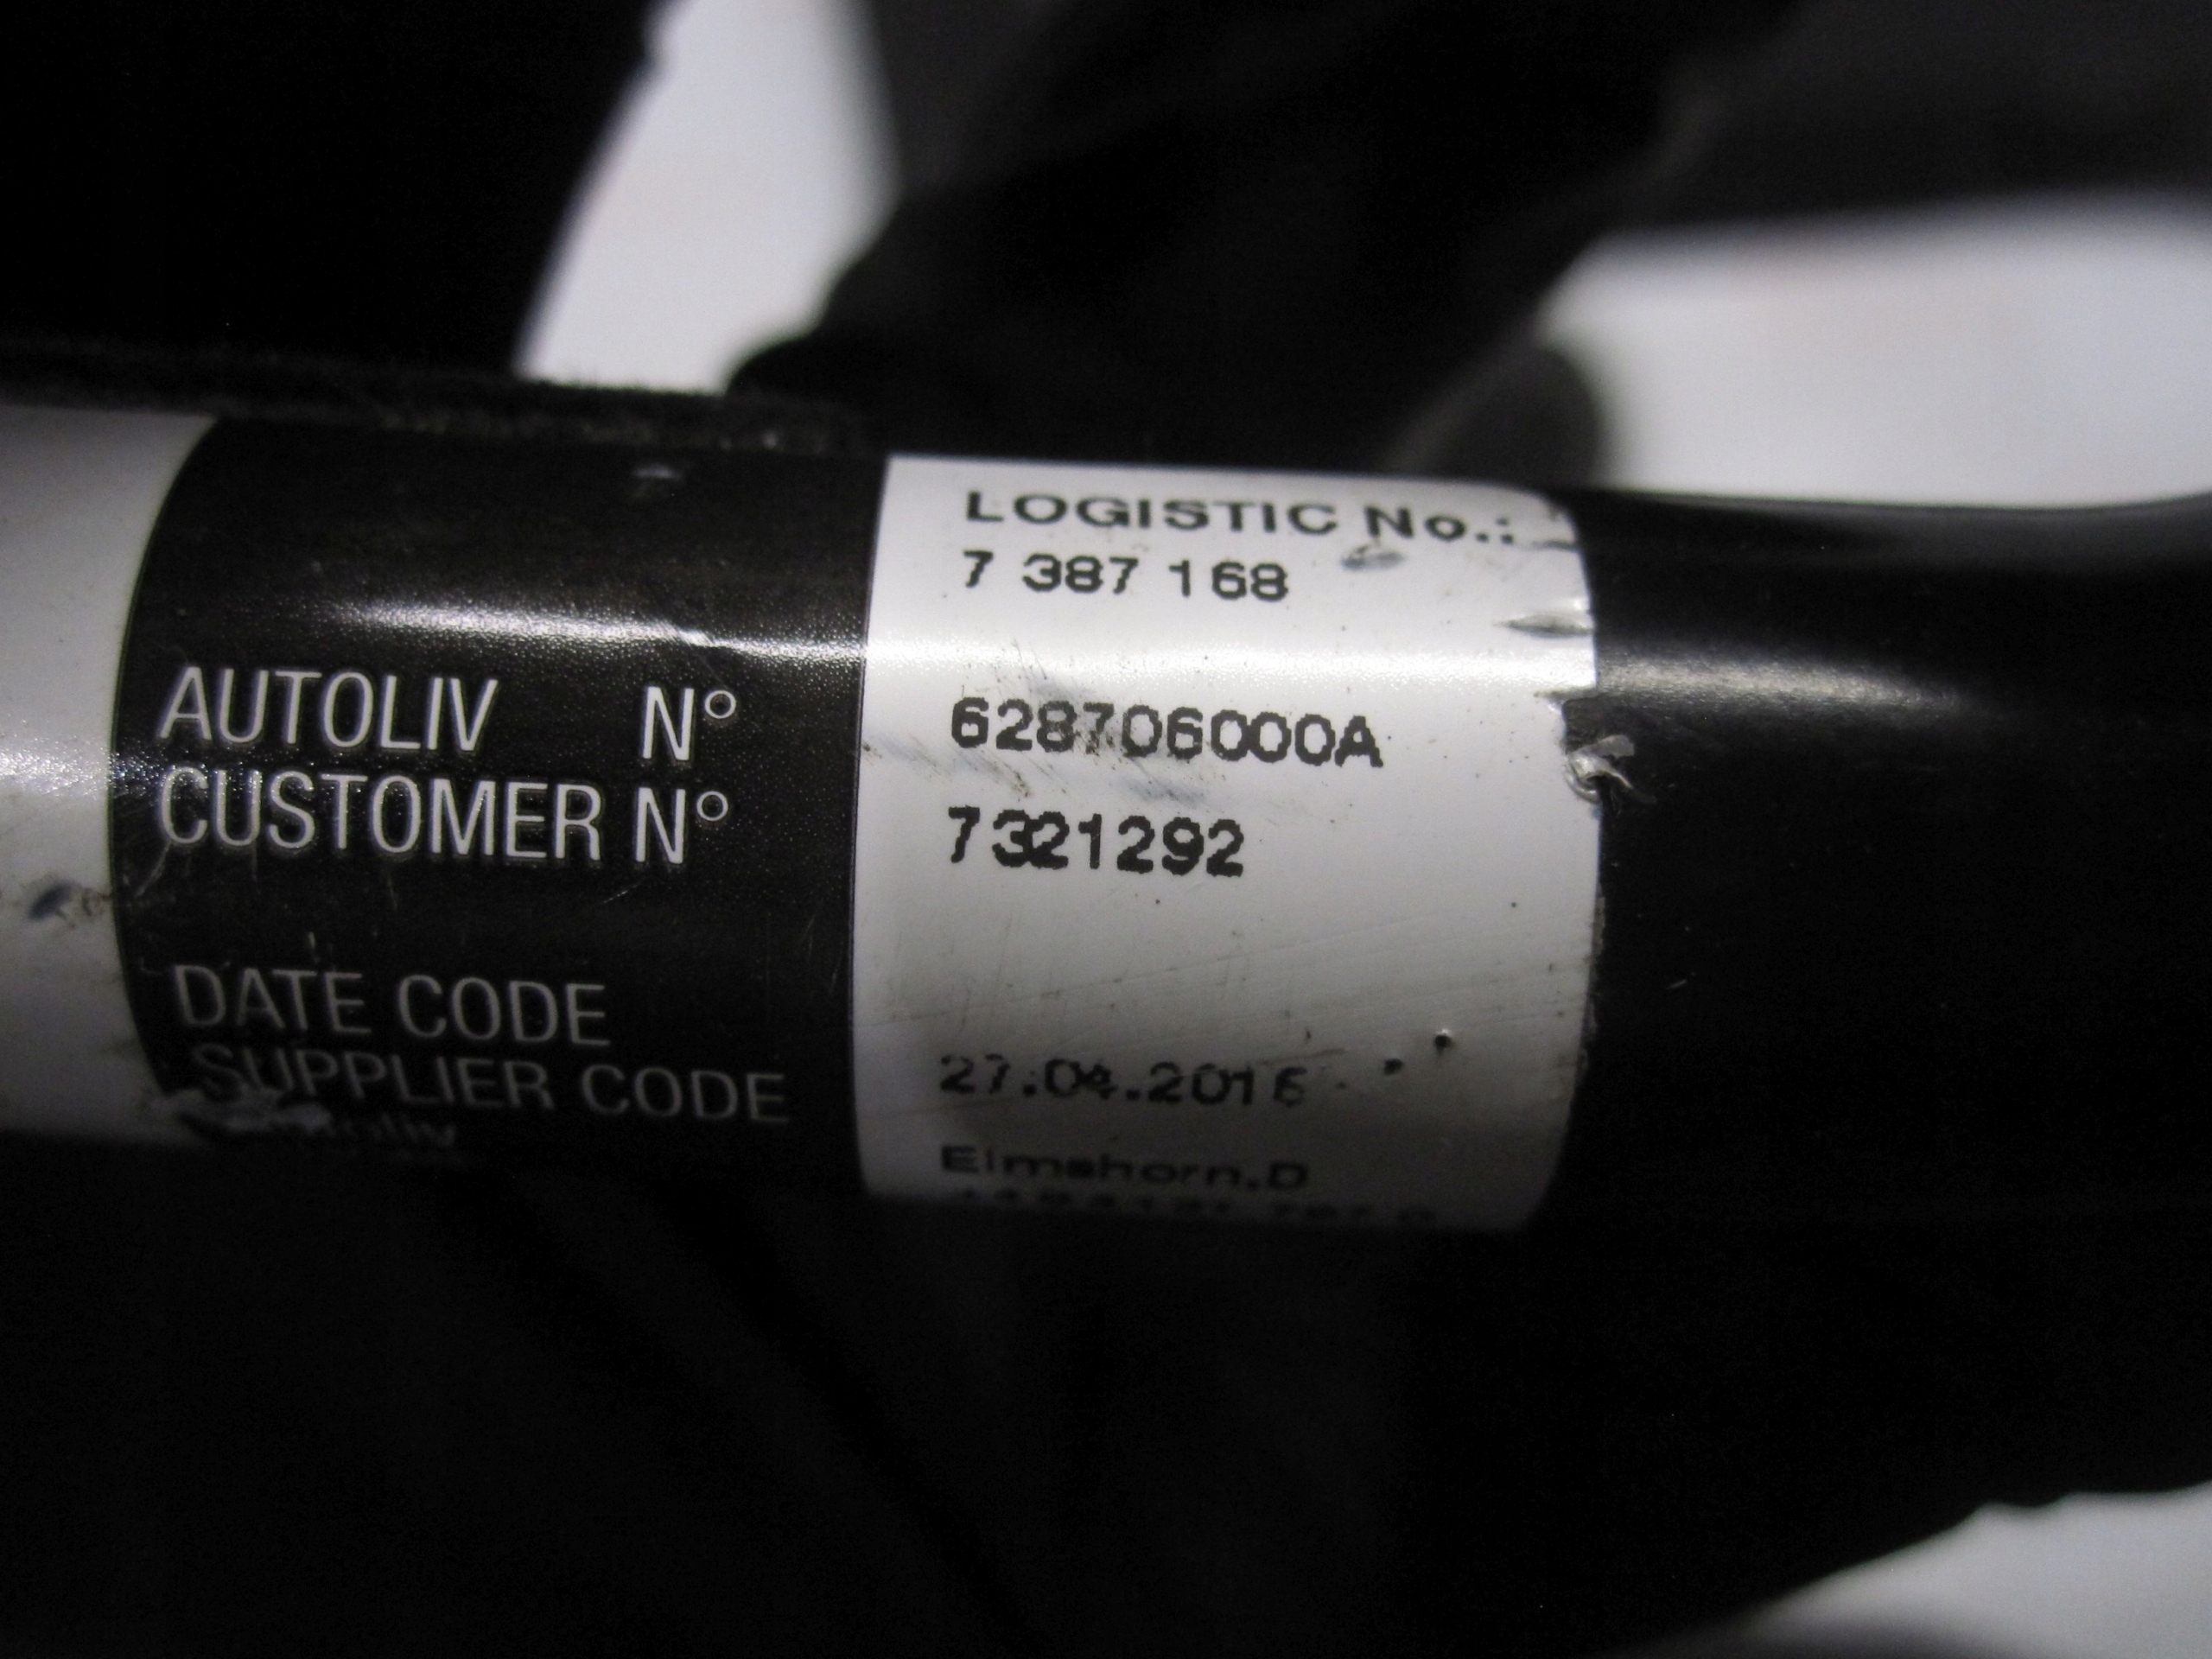 LOGISTIC No.:
7 387 168
AUTOLIV N° 628706000A
CUSTOMER N° 7321292
DATE CODE 27.04.2016
SUPPLIER CODE Elmshorn.D